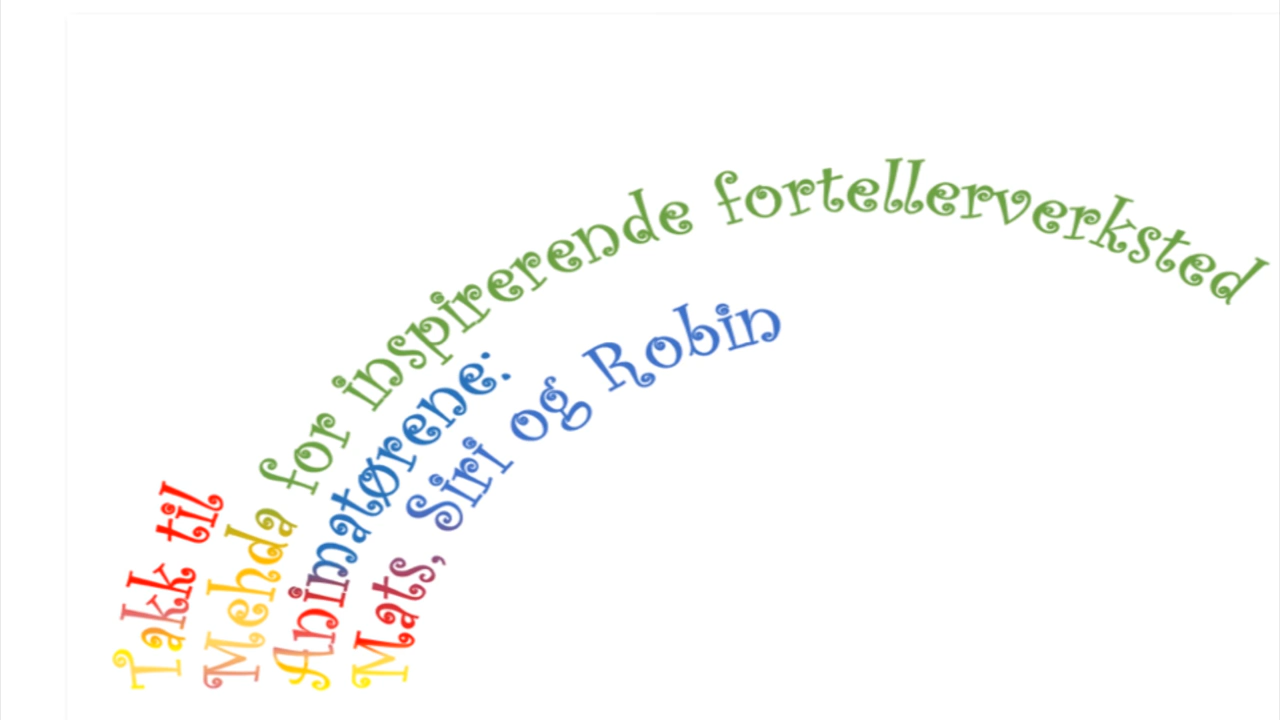 Takk til
Mehda for inspirerende fortellerverksted
Animatørene:
Mats, Siri og Robin